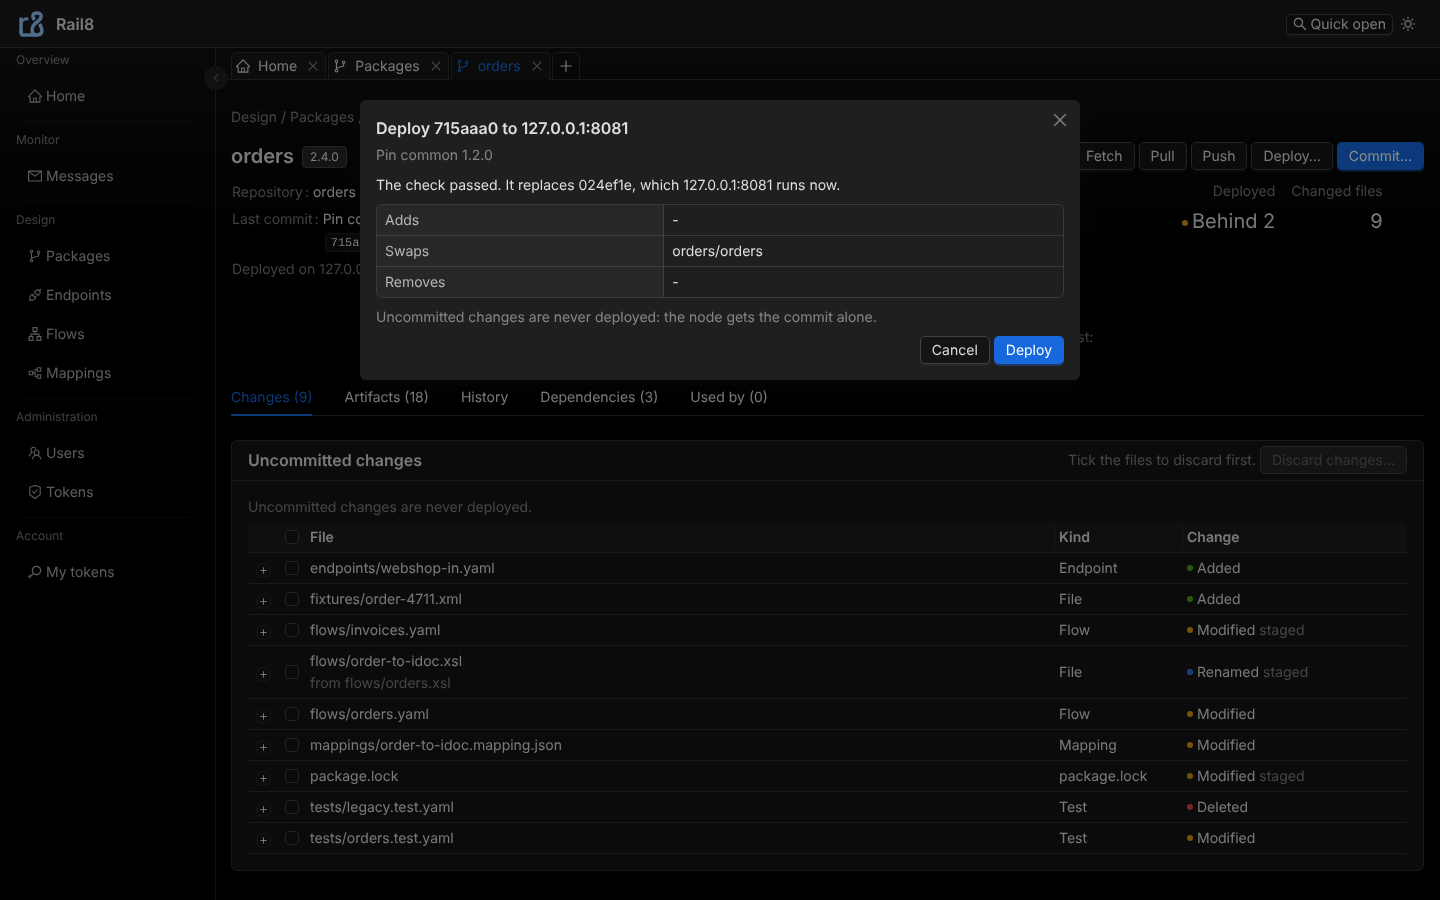 Rail8
Quick open
Overview
Home
Monitor
Messages
Design
Packages
Endpoints
Flows
Mappings
Administration
Users
Tokens
Account
My tokens
Home
Packages
orders
Design / Packages /
orders 2.4.0
Fetch
Pull
Push
Deploy...
Commit...
Repository: orders
Last commit: Pin
715a
Deployed on
Deployed
Behind 2
Changed files
9
Deploy 715aaa0 to 127.0.0.1:8081
Pin common 1.2.0
The check passed. It replaces 024ef1e, which 127.0.0.1:8081 runs now.
Adds -
Swaps orders/orders
Removes -
Uncommitted changes are never deployed: the node gets the commit alone.
Cancel
Deploy
Changes (9)
Artifacts (18)
History
Dependencies (3)
Used by (0)
Uncommitted changes
Tick the files to discard first.
Discard changes...
Uncommitted changes are never deployed.
File Kind Change
endpoints/webshop-in.yaml Endpoint Added
fixtures/order-4711.xml File Added
flows/invoices.yaml Flow Modified staged
flows/order-to-idoc.xsl File Renamed staged
from flows/orders.xsl
flows/orders.yaml Flow Modified
mappings/order-to-idoc.mapping.json Mapping Modified
package.lock package.lock Modified staged
tests/legacy.test.yaml Test Deleted
tests/orders.test.yaml Test Modified